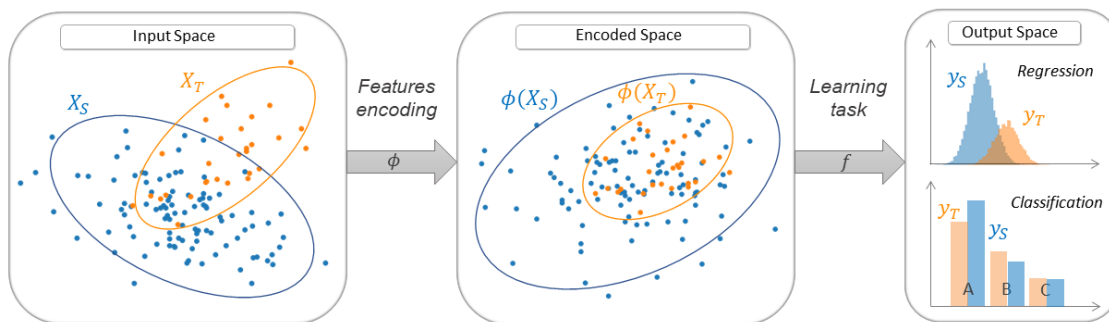 Input Space
X_S
X_T
Features
encoding
ϕ
Encoded Space
ϕ(X_S)
ϕ(X_T)
Learning
task
f
Output Space
Regression
y_S
y_T
Classification
y_T
y_S
A
B
C